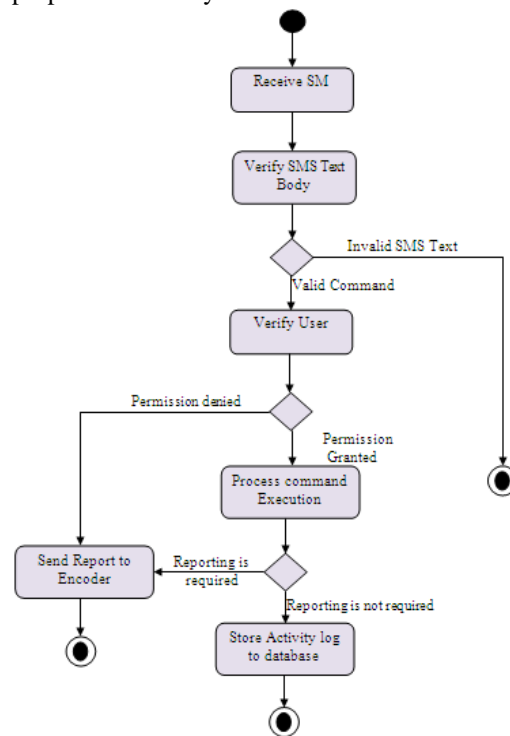 Receive SM
Verify SMS Text
Body
Invalid SMS Text
Valid Command
Verify User
Permission denied
Permission
Granted
Process command
Execution
Send Report to
Encoder
Reporting is
required
Reporting is not required
Store Activity log
to database